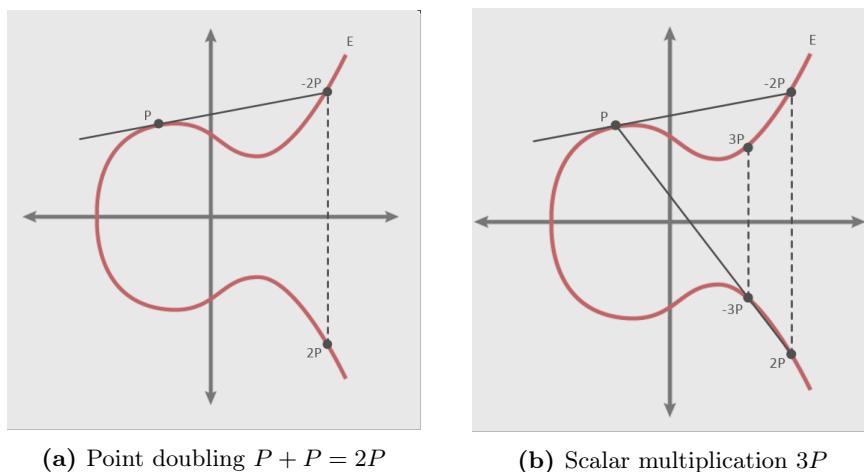 E
-2P
P
2P
E
-2P
P
3P
-3P
2P
(a) Point doubling P + P = 2P
(b) Scalar multiplication 3P